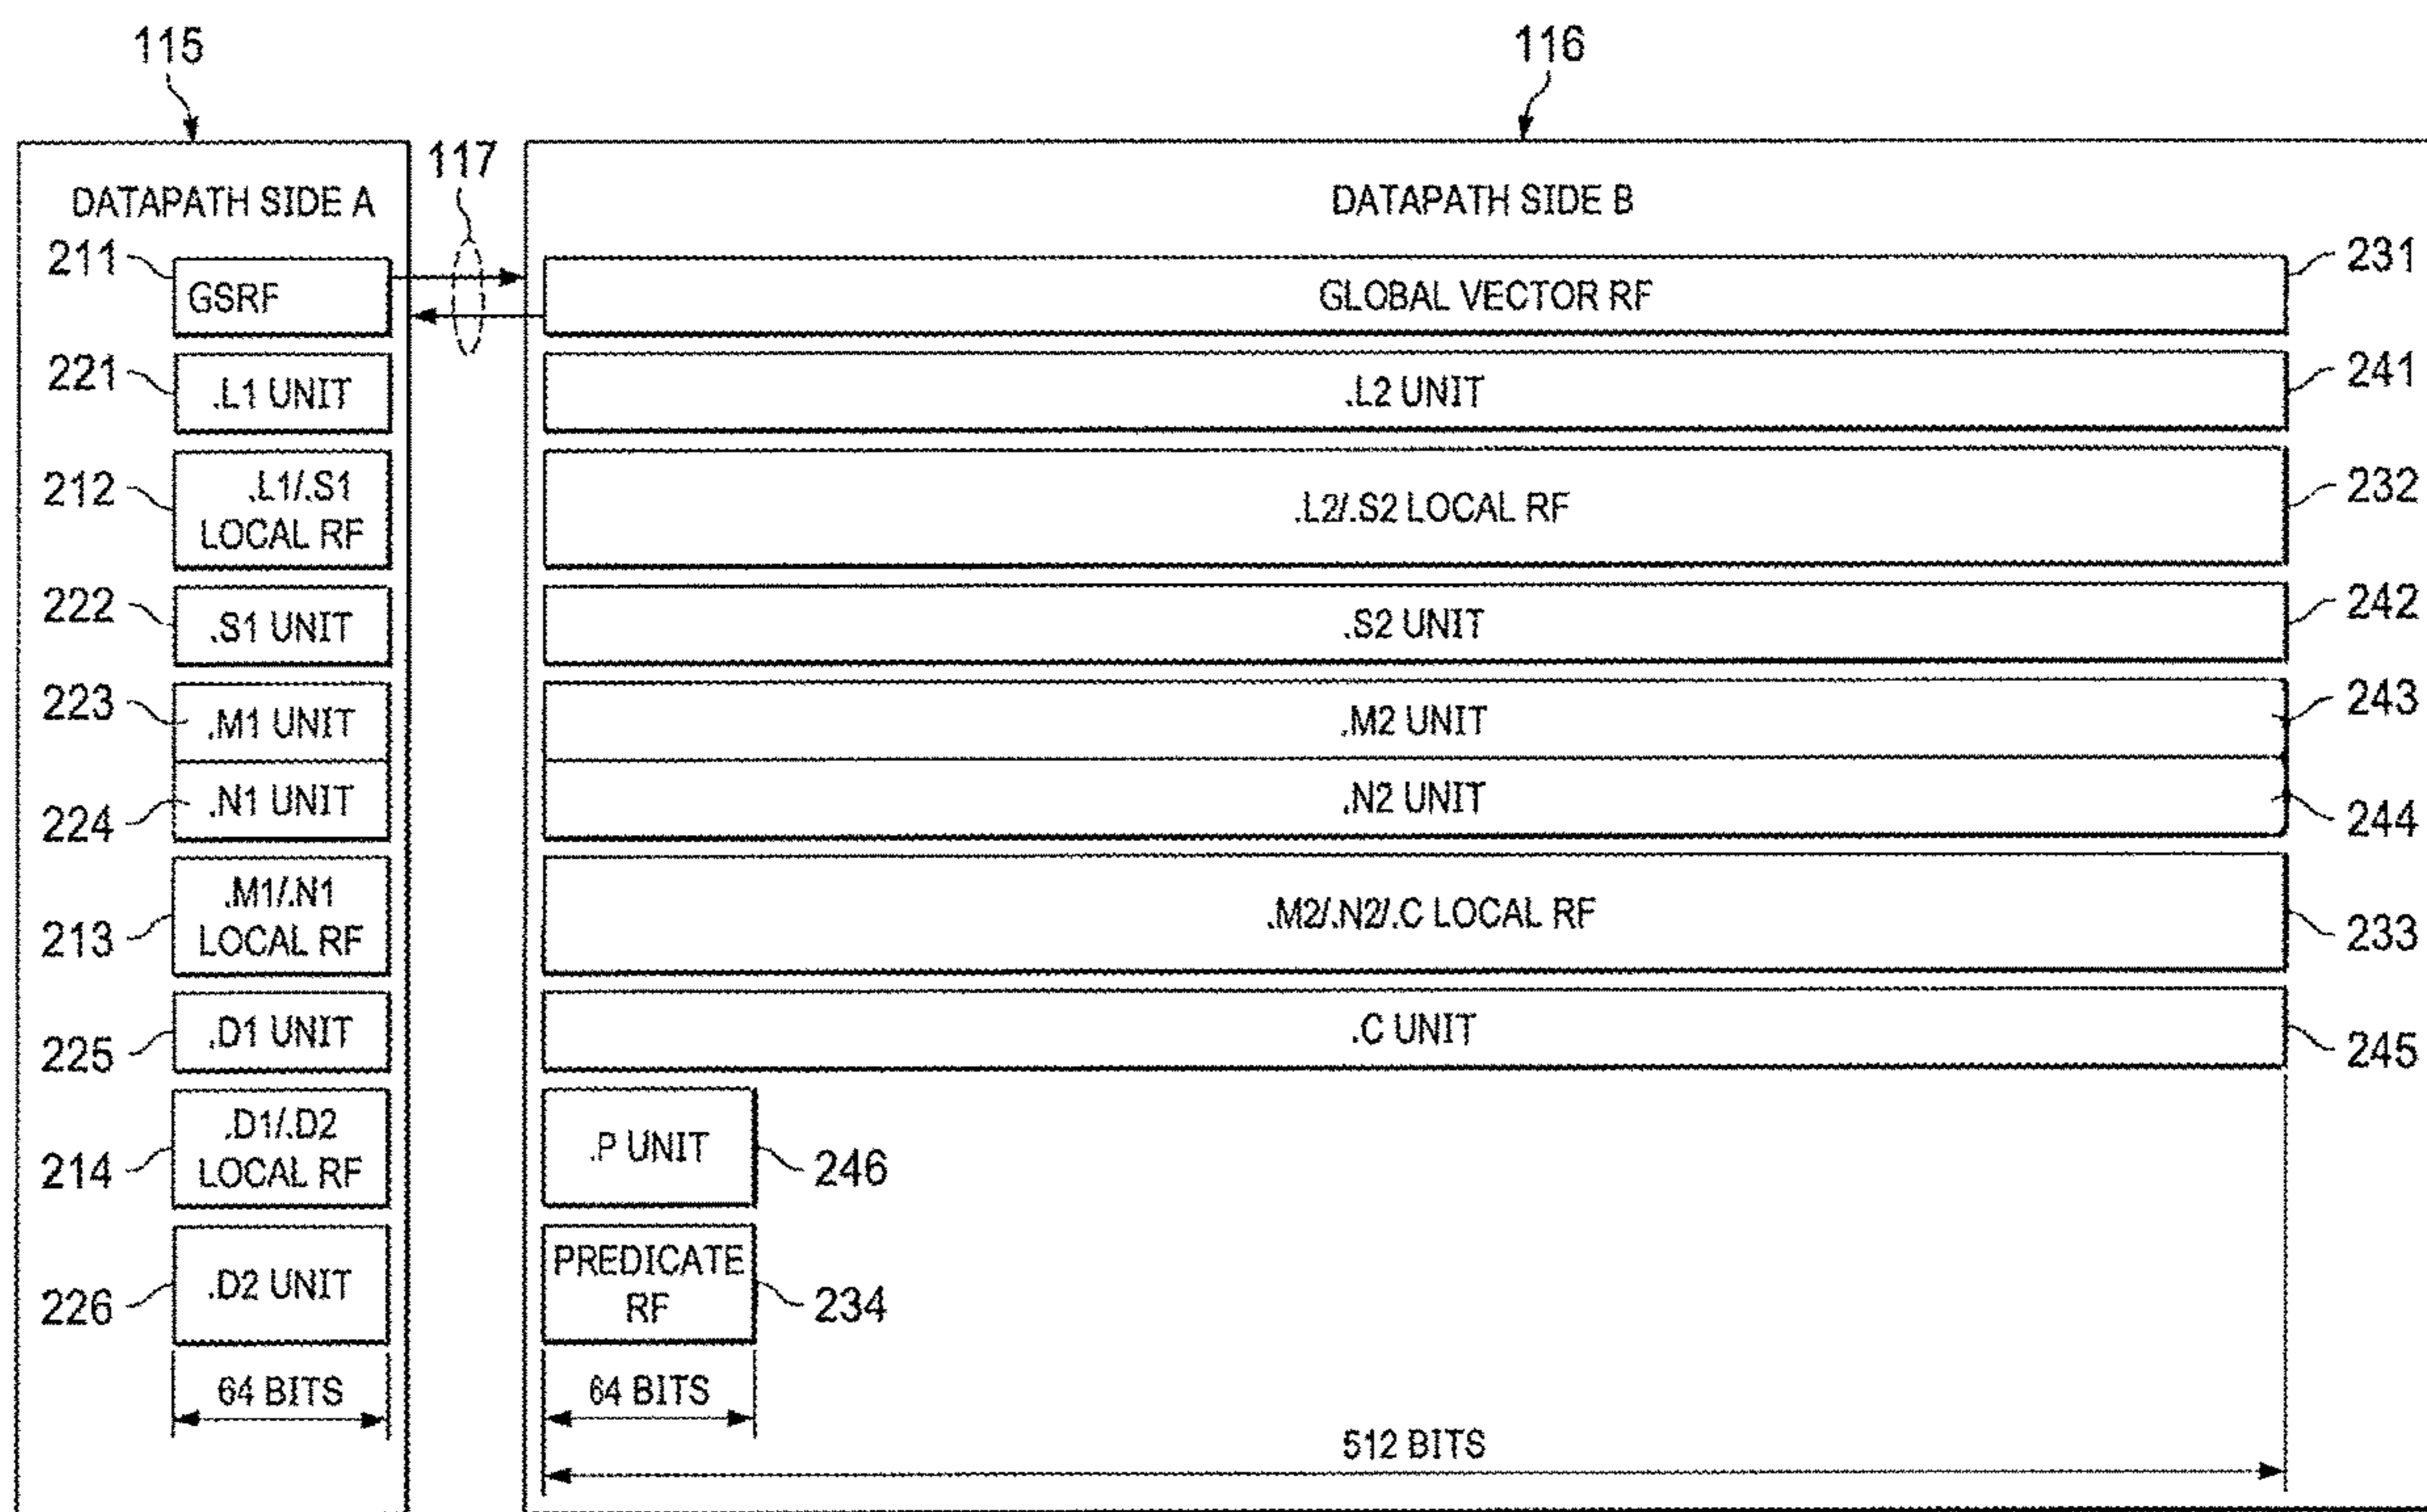 115
116
117
DATAPATH SIDE A
DATAPATH SIDE B
211
GSRF
GLOBAL VECTOR RF
231
221
.L1 UNIT
.L2 UNIT
241
212
.L1/.S1
LOCAL RF
.L2/.S2 LOCAL RF
232
222
.S1 UNIT
.S2 UNIT
242
223
.M1 UNIT
.M2 UNIT
243
224
.N1 UNIT
.N2 UNIT
244
213
.M1/.N1
LOCAL RF
.M2/.N2/.C LOCAL RF
233
225
.D1 UNIT
.C UNIT
245
214
.D1/.D2
LOCAL RF
.P UNIT
246
226
.D2 UNIT
PREDICATE
RF
234
64 BITS
64 BITS
512 BITS